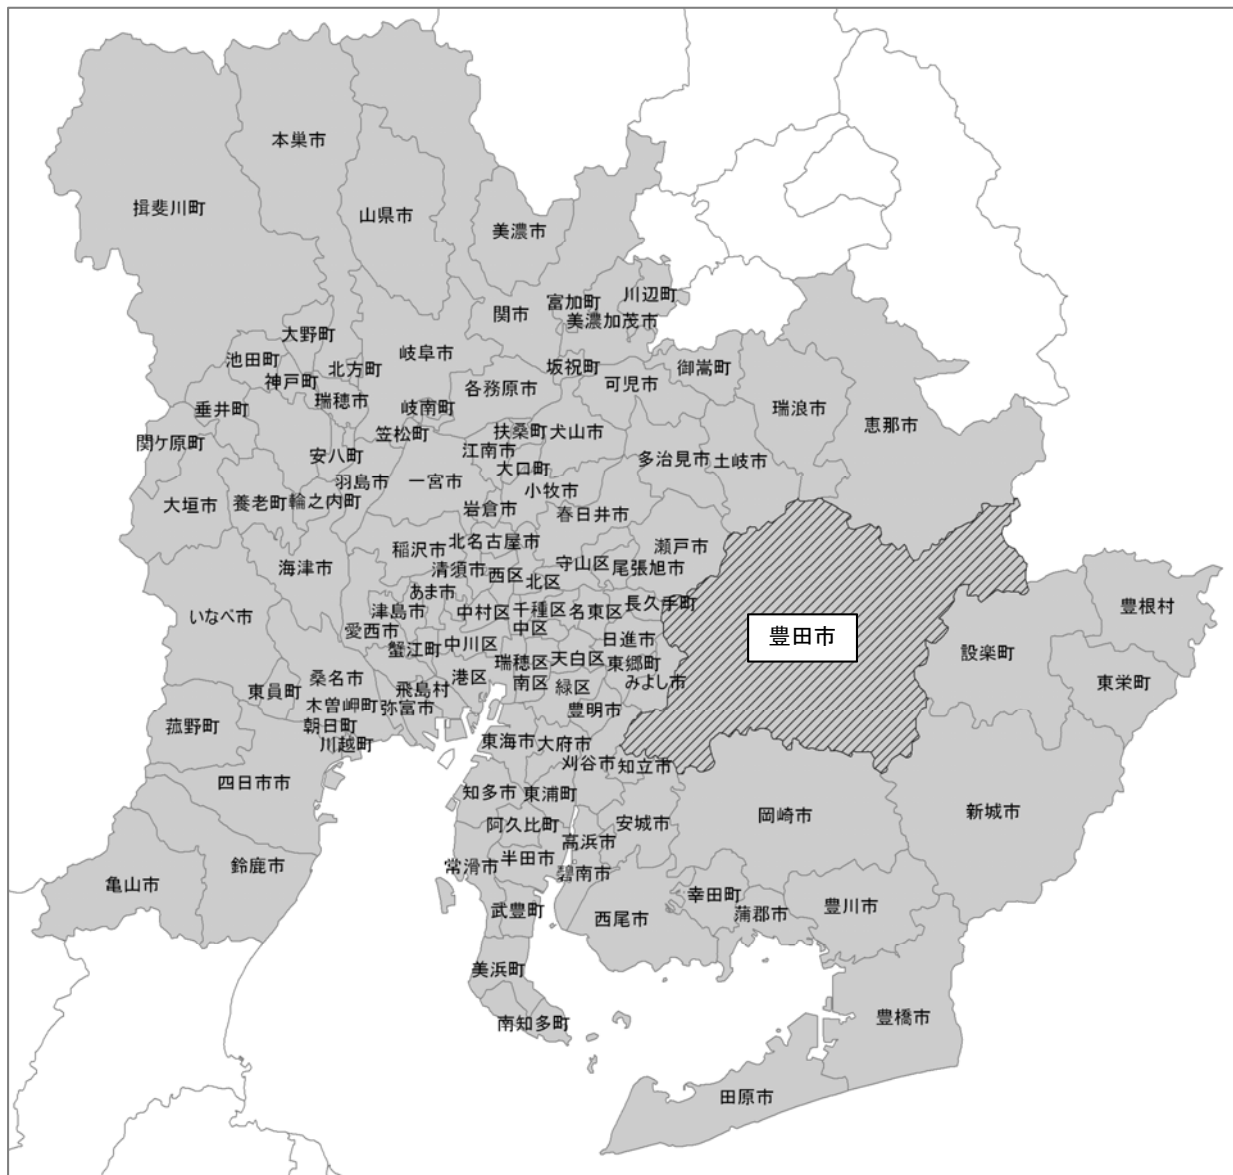 本巣市
揖斐川町
山県市
美濃市
川辺町
富加町
関市
美濃加茂市
大野町
岐阜市
池田町
北方町
坂祝町
御嵩町
神戸町
可児市
各務原市
瑞穂市
垂井町
岐南町
瑞浪市
恵那市
笠松町
扶桑町
犬山市
関ケ原町
江南市
安八町
多治見市
土岐市
大口町
羽島市
一宮市
小牧市
大垣市
養老町
輪之内町
岩倉市
春日井市
北名古屋市
稲沢市
瀬戸市
海津市
清須市
西区
守山区
尾張旭市
北区
あま市
長久手町
豊根村
津島市
中村区
千種区
名東区
いなべ市
愛西市
中区
豊田市
日進市
中川区
蟹江町
設楽町
瑞穂区
天白区
東郷町
桑名市
港区
東員町
飛島村
南区
緑区
みよし市
東栄町
木曽岬町
弥富市
豊明市
菰野町
朝日町
川越町
東海市
大府市
刈谷市
知立市
四日市市
知多市
東浦町
新城市
岡崎市
阿久比町
安城市
高浜市
半田市
常滑市
鈴鹿市
碧南市
亀山市
幸田町
豊川市
武豊町
蒲郡市
西尾市
美浜町
豊橋市
南知多町
田原市